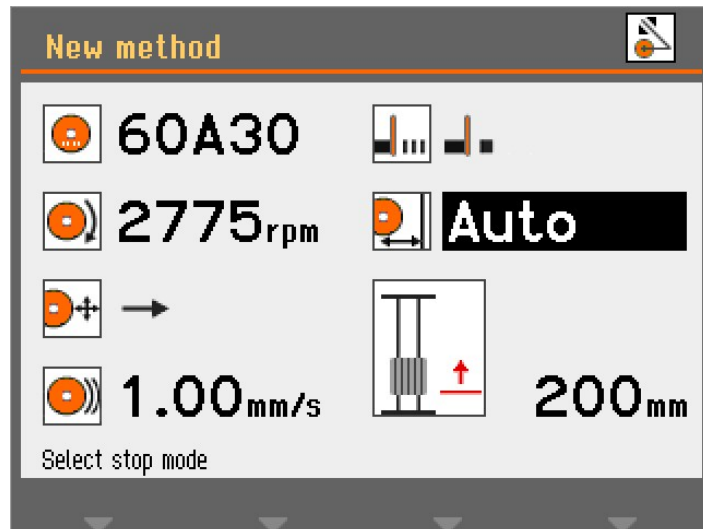 New method
60A30
2775rpm
Auto
1.00mm/s
200mm
Select stop mode